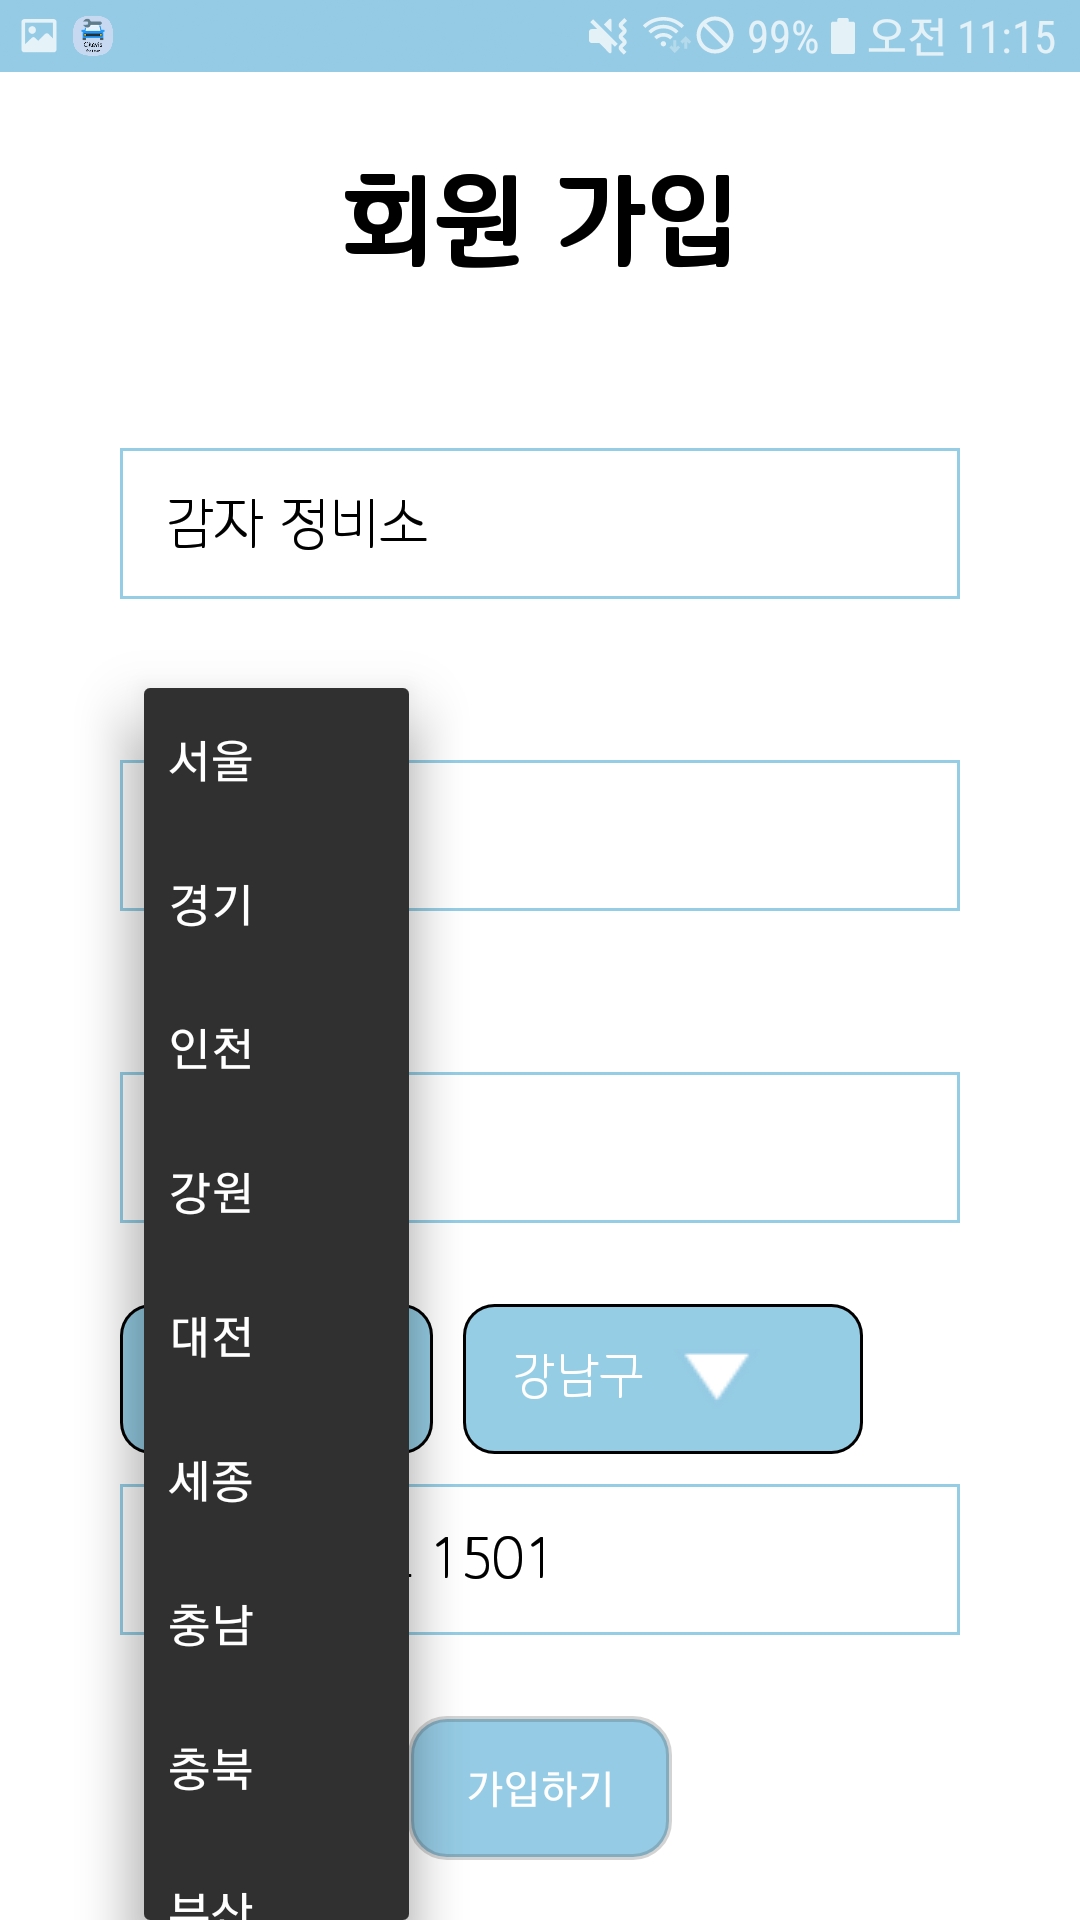 99% 오전 11:15
회원 가입
감자 정비소
서울
경기
인천
강원
대전
강남구
세종
1501
충남
충북
가입하기
부산